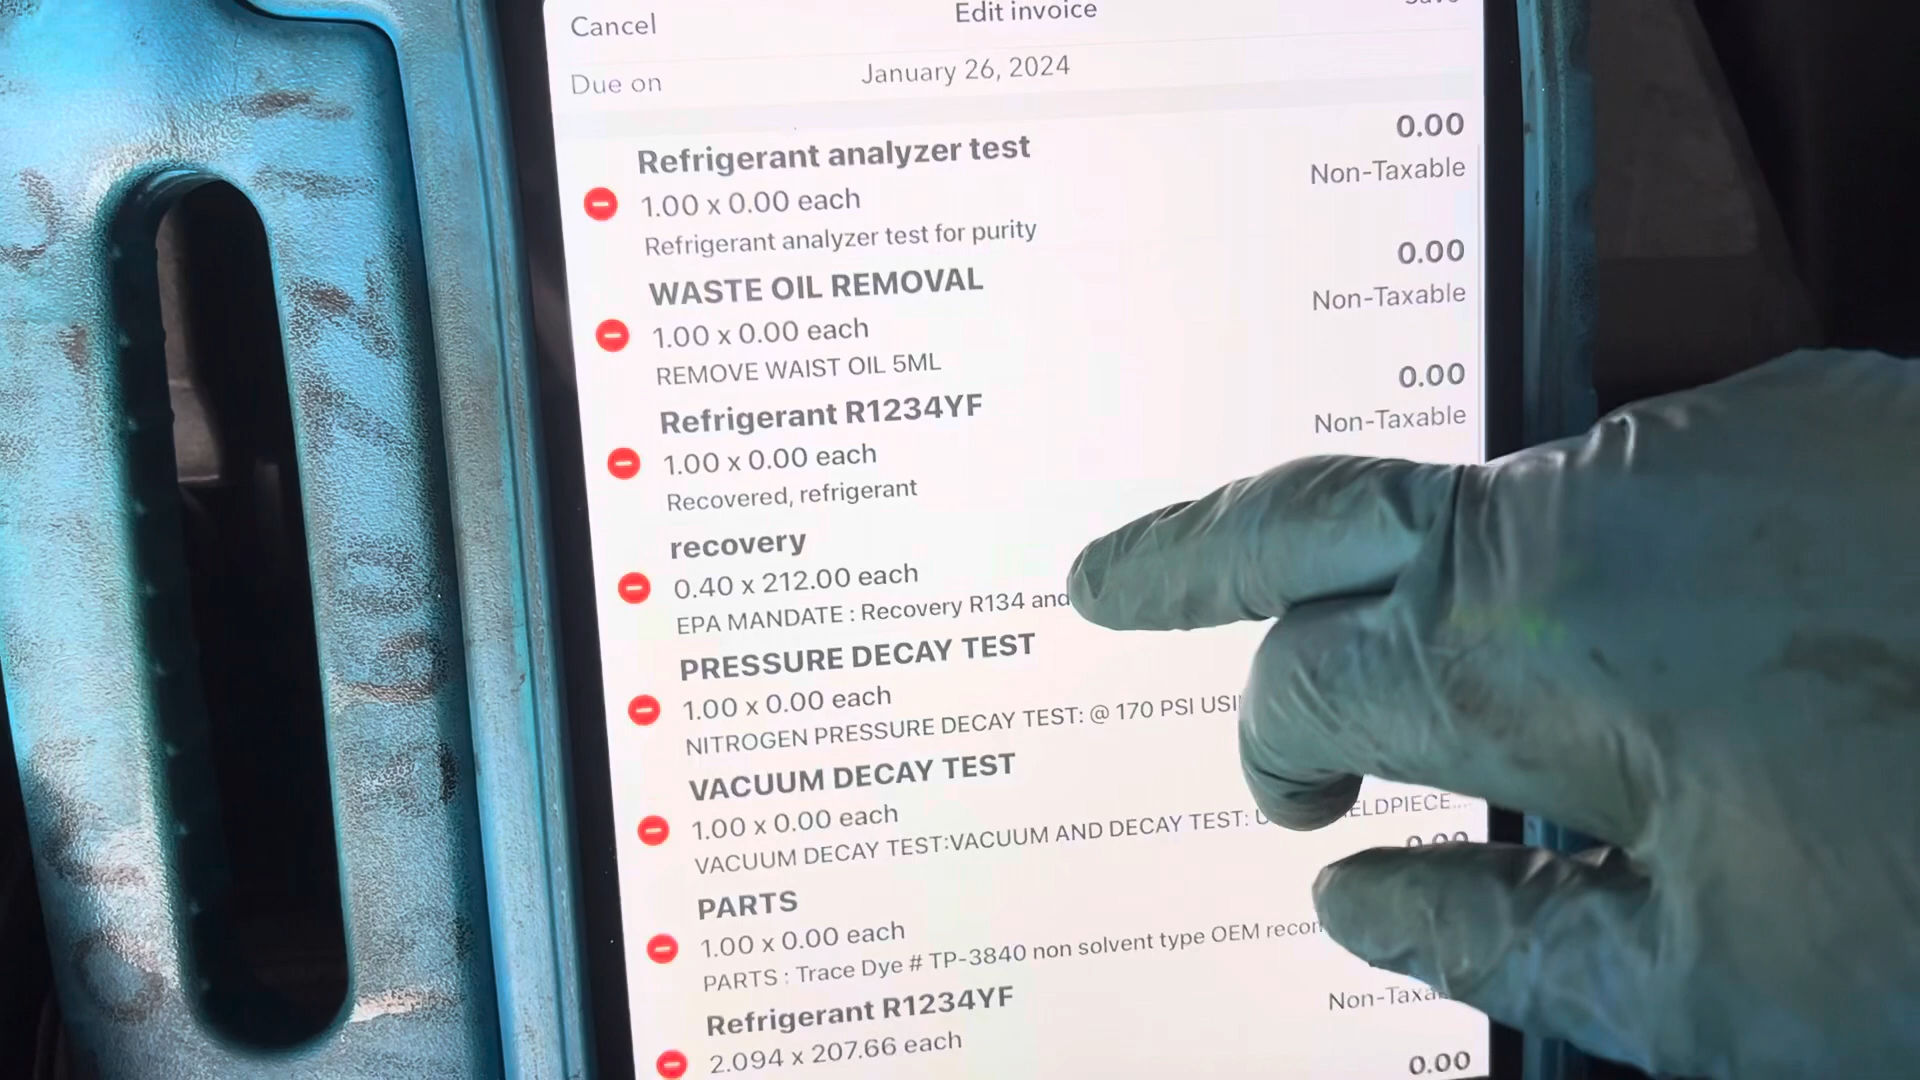 Cancel Edit invoice
Due on January 26, 2024
Refrigerant analyzer test 0.00
1.00 x 0.00 each Non-Taxable
Refrigerant analyzer test for purity
WASTE OIL REMOVAL 0.00
1.00 x 0.00 each Non-Taxable
REMOVE WAIST OIL 5ML
Refrigerant R1234YF 0.00
1.00 x 0.00 each Non-Taxable
Recovered, refrigerant
recovery
0.40 x 212.00 each
EPA MANDATE : Recovery R134 and
PRESSURE DECAY TEST
1.00 x 0.00 each
NITROGEN PRESSURE DECAY TEST: @ 170 PSI
VACUUM DECAY TEST
1.00 x 0.00 each
VACUUM DECAY TEST:VACUUM AND DECAY TEST:
PARTS
1.00 x 0.00 each
PARTS : Trace Dye # TP-3840 non solvent type OEM
Refrigerant R1234YF
2.094 x 207.66 each 0.00